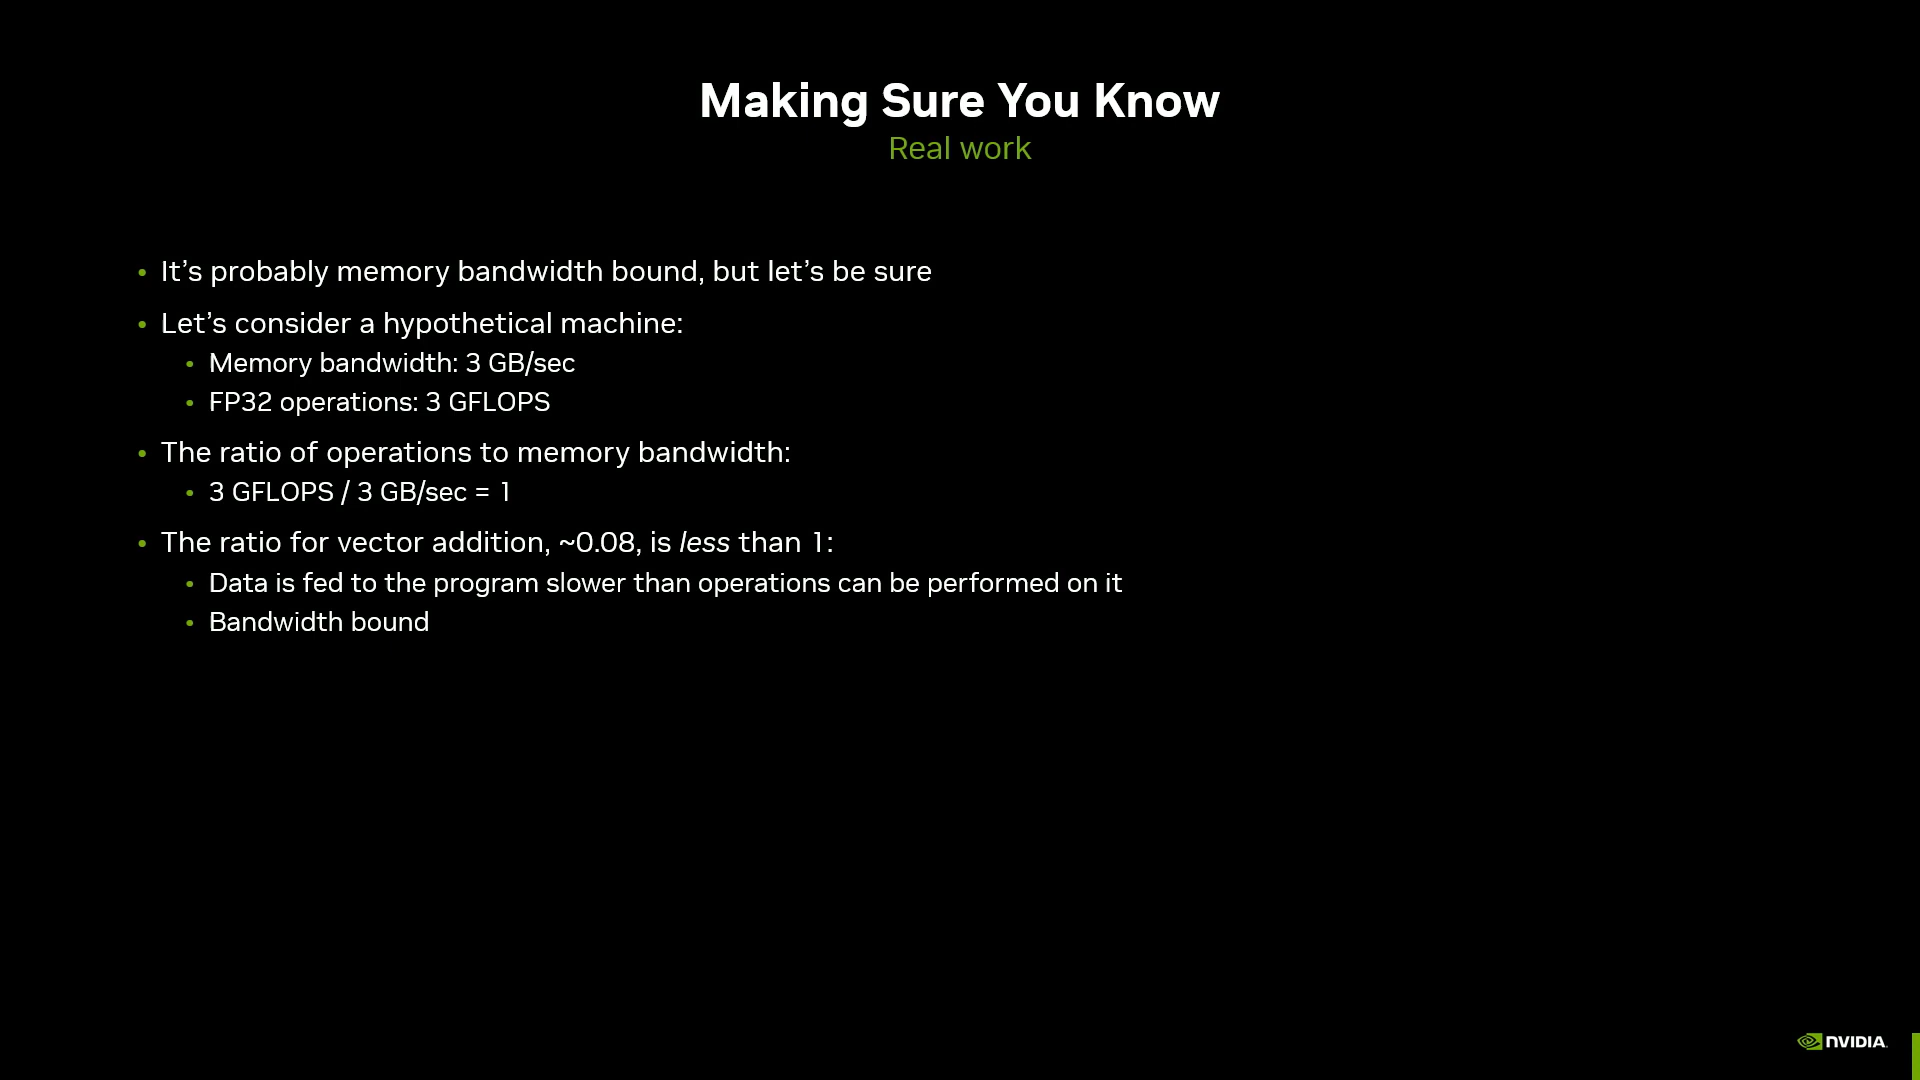 Making Sure You Know
Real work
• It’s probably memory bandwidth bound, but let’s be sure
• Let’s consider a hypothetical machine:
• Memory bandwidth: 3 GB/sec
• FP32 operations: 3 GFLOPS
• The ratio of operations to memory bandwidth:
• 3 GFLOPS / 3 GB/sec = 1
• The ratio for vector addition, ~0.08, is less than 1:
• Data is fed to the program slower than operations can be performed on it
• Bandwidth bound
NVIDIA.